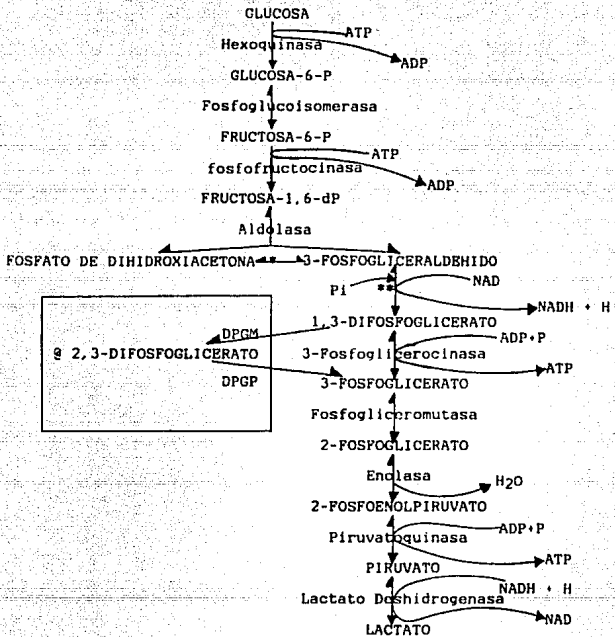 GLUCOSA
ATP
Hexoquinasa
ADP
GLUCOSA-6-P
Fosfoglucoisomerasa
FRUCTOSA-6-P
ATP
fosfofructocinasa
ADP
FRUCTOSA-1,6-dP
Aldolasa
FOSFATO DE DIHIDROXIACETONA * 3-FOSFOGLICERALDEHIDO
Pi ** NAD
NADH + H
1,3-DIFOSFOGLICERATO
DPGM
ADP+P
@ 2,3-DIFOSFOGLICERATO
3-Fosfoglicerocinasa
ATP
DPGP
3-FOSFOGLICERATO
Fosfogliceromutasa
2-FOSFOGLICERATO
Enolasa
H2O
2-FOSFOENOLPIRUVATO
ADP+P
Piruvatoquinasa
ATP
PIRUVATO
NADH + H
Lactato Deshidrogenasa
NAD
LACTATO